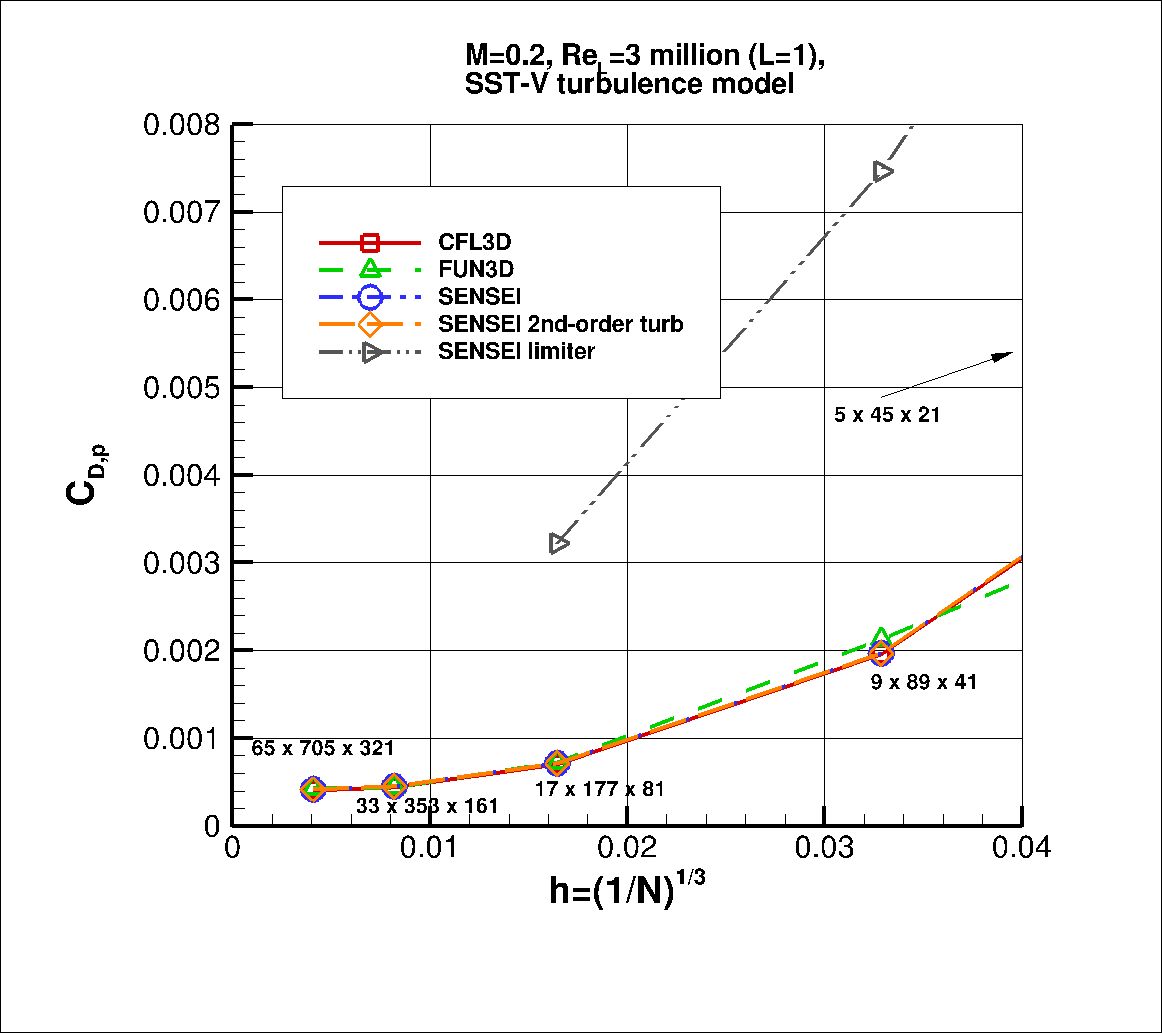 M=0.2, ReL=3 million (L=1),
SST-V turbulence model
0.008
0.007
0.006
0.005
0.004
0.003
0.002
0.001
0
CD,p
CFL3D
FUN3D
SENSEI
SENSEI 2nd-order turb
SENSEI limiter
5 x 45 x 21
9 x 89 x 41
65 x 705 x 321
17 x 177 x 81
33 x 353 x 161
0 0.01 0.02 0.03 0.04
h=(1/N)1/3